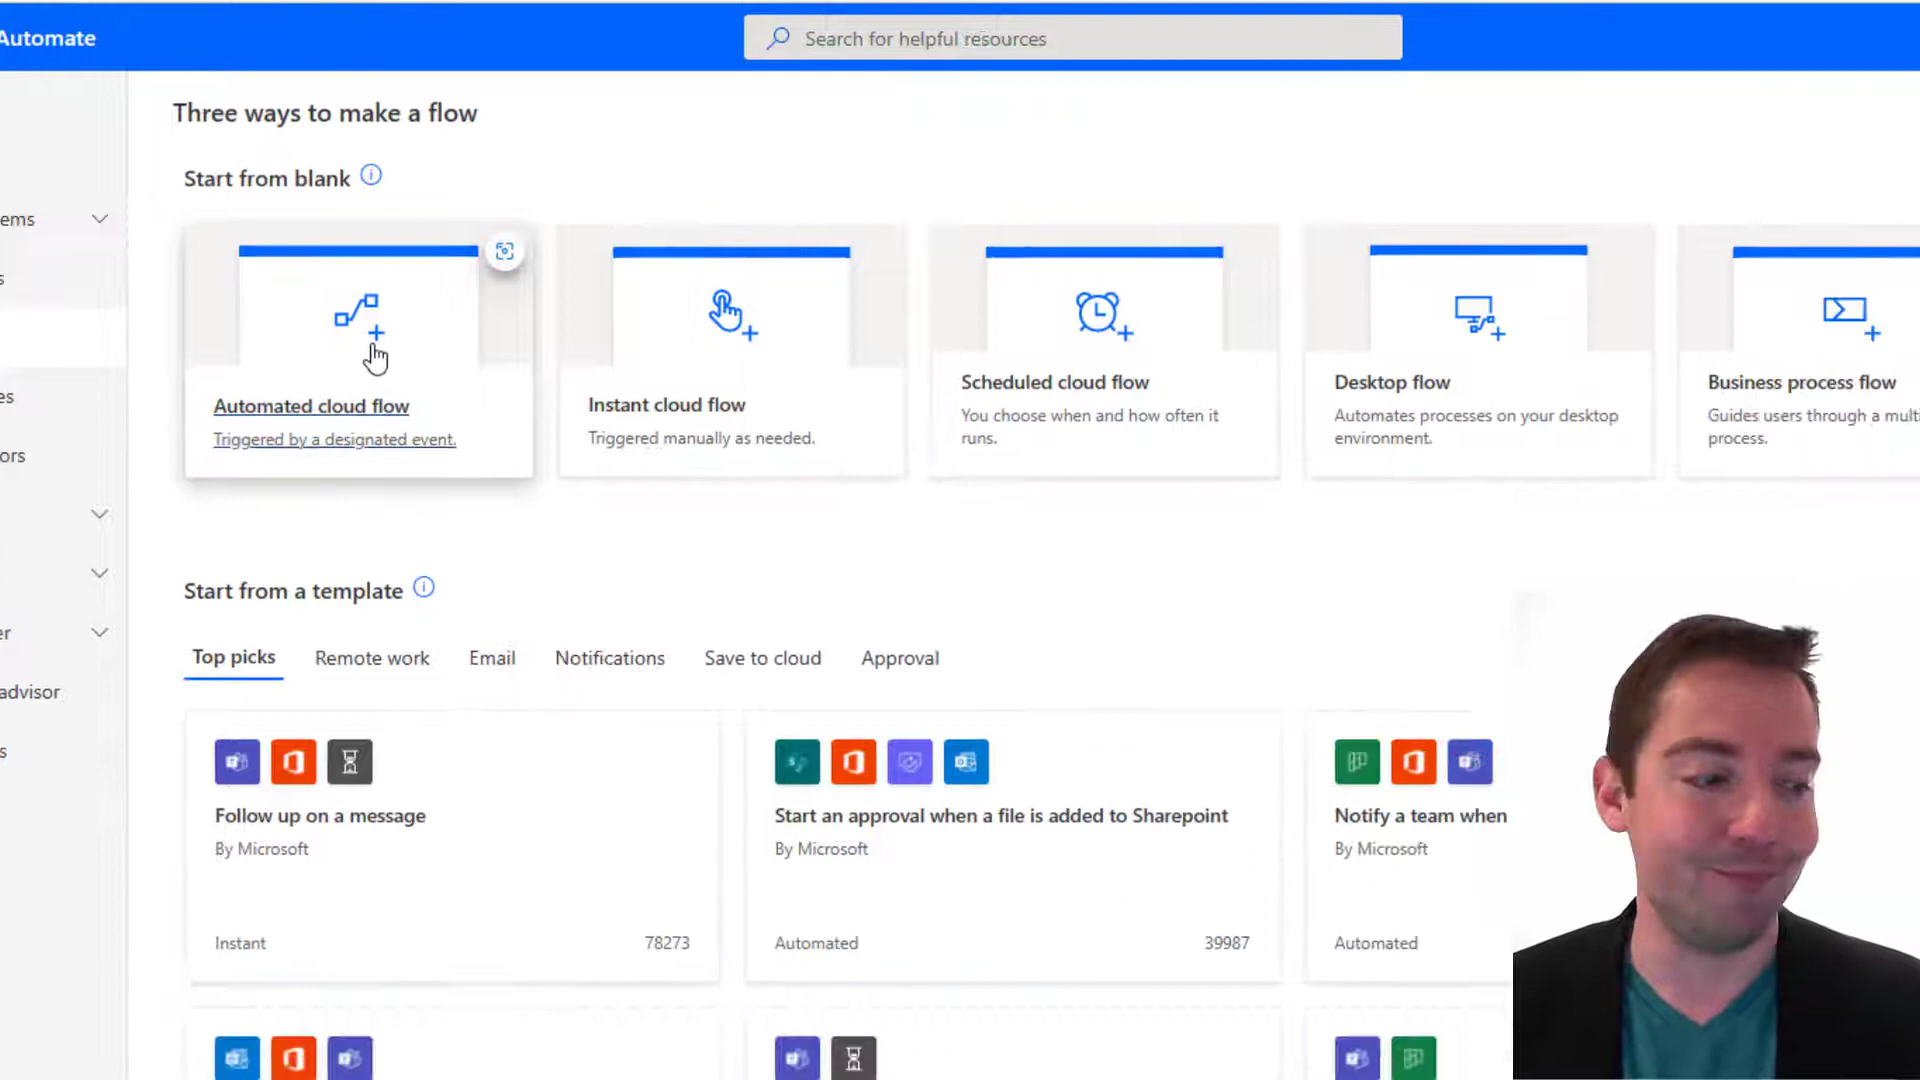 Automate
Search for helpful resources
Three ways to make a flow
Start from blank
ems
s
es
ors
er
advisor
s
Automated cloud flow
Triggered by a designated event.
Instant cloud flow
Triggered manually as needed.
Scheduled cloud flow
You choose when and how often it
runs.
Desktop flow
Automates processes on your desktop
environment.
Business process flow
Guides users through a multi
process.
Start from a template
Top picks
Remote work
Email
Notifications
Save to cloud
Approval
Follow up on a message
By Microsoft
Instant
78273
Start an approval when a file is added to Sharepoint
By Microsoft
Automated
39987
Notify a team when
By Microsoft
Automated